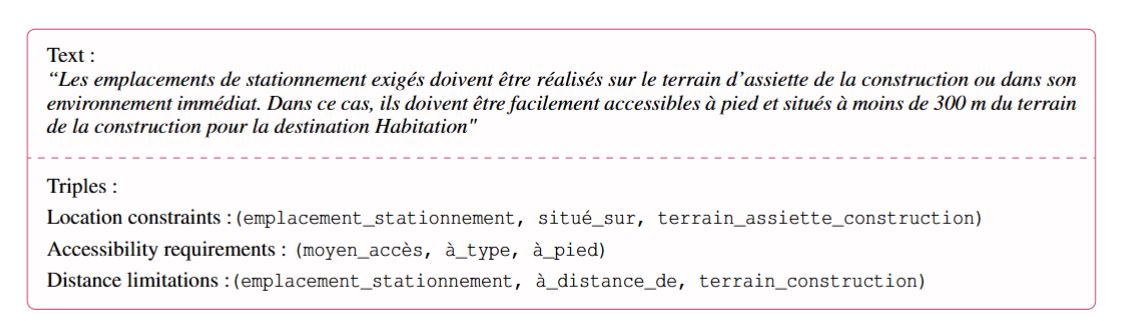 Text :
“Les emplacements de stationnement exigés doivent être réalisés sur le terrain d’assiette de la construction ou dans son
environnement immédiat. Dans ce cas, ils doivent être facilement accessibles à pied et situés à moins de 300 m du terrain
de la construction pour la destination Habitation"
Triples :
Location constraints : (emplacement_stationnement, situé_sur, terrain_assiette_construction)
Accessibility requirements : (moyen_accès, à_type, à_pied)
Distance limitations : (emplacement_stationnement, à_distance_de, terrain_construction)